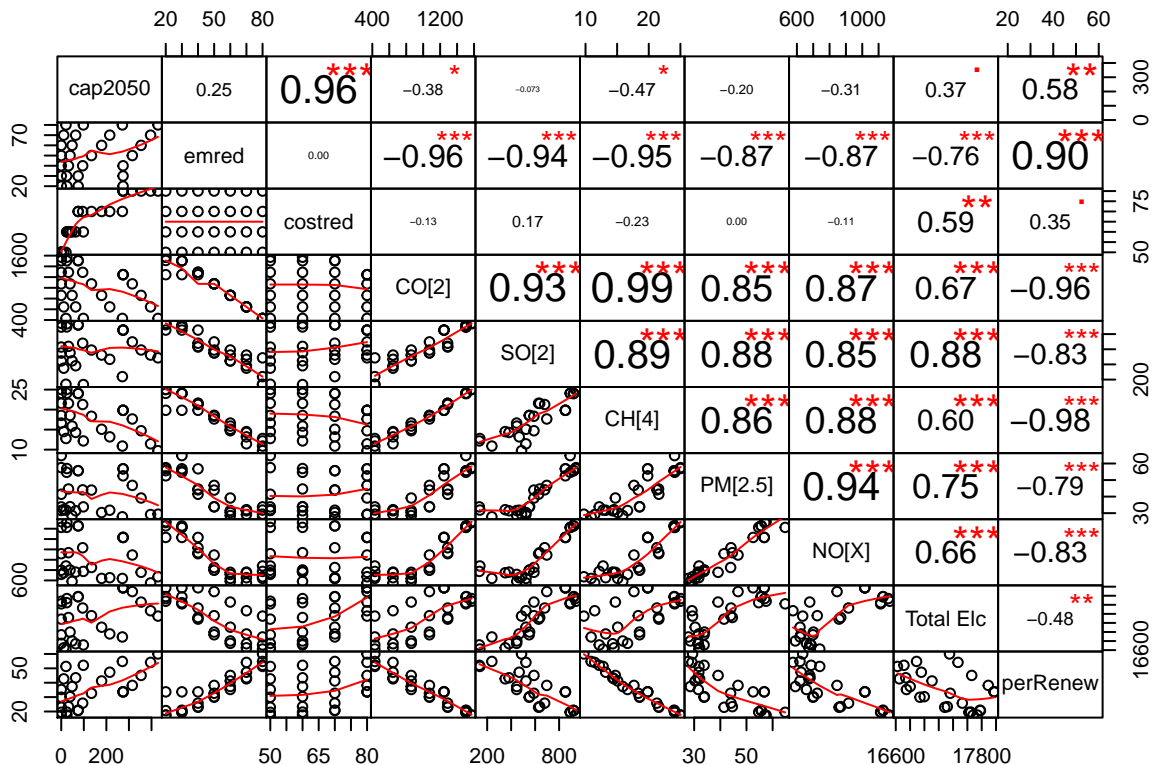 20 50 80 400 1200 10 20 600 1000 20 40 60
cap2050 0.25 0.96 *** −0.38 * −0.073 −0.47 * −0.20 −0.31 0.37 . 0.58 ** 0 300
20 70 emred 0.00 −0.96 *** −0.94 *** −0.95 *** −0.87 *** −0.87 *** −0.76 *** 0.90 ***
costred −0.13 0.17 −0.23 0.00 −0.11 0.59 ** 0.35 . 50 75
400 1600 CO[2] 0.93 *** 0.99 *** 0.85 *** 0.87 *** 0.67 *** −0.96 ***
SO[2] 0.89 *** 0.88 *** 0.85 *** 0.88 *** −0.83 *** 200
10 25 CH[4] 0.86 *** 0.88 *** 0.60 *** −0.98 ***
PM[2.5] 0.94 *** 0.75 *** −0.79 *** 30 60
600 NO[X] 0.66 *** −0.83 ***
Total Elc −0.48 ** 16600
20 50 perRenew
0 200 50 65 80 200 800 30 50 16600 17800